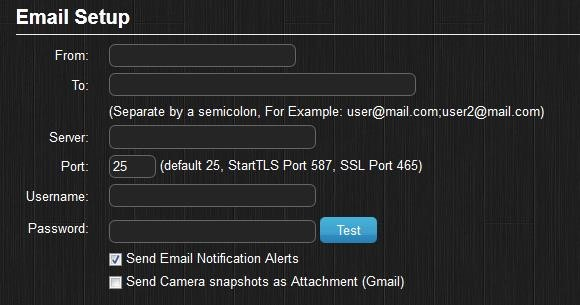 Email Setup
From:
To:
(Separate by a semicolon, For Example: user@mail.com;user2@mail.com)
Server:
Port: 25 (default 25, StartTLS Port 587, SSL Port 465)
Username:
Password: Test
Send Email Notification Alerts
Send Camera snapshots as Attachment (Gmail)